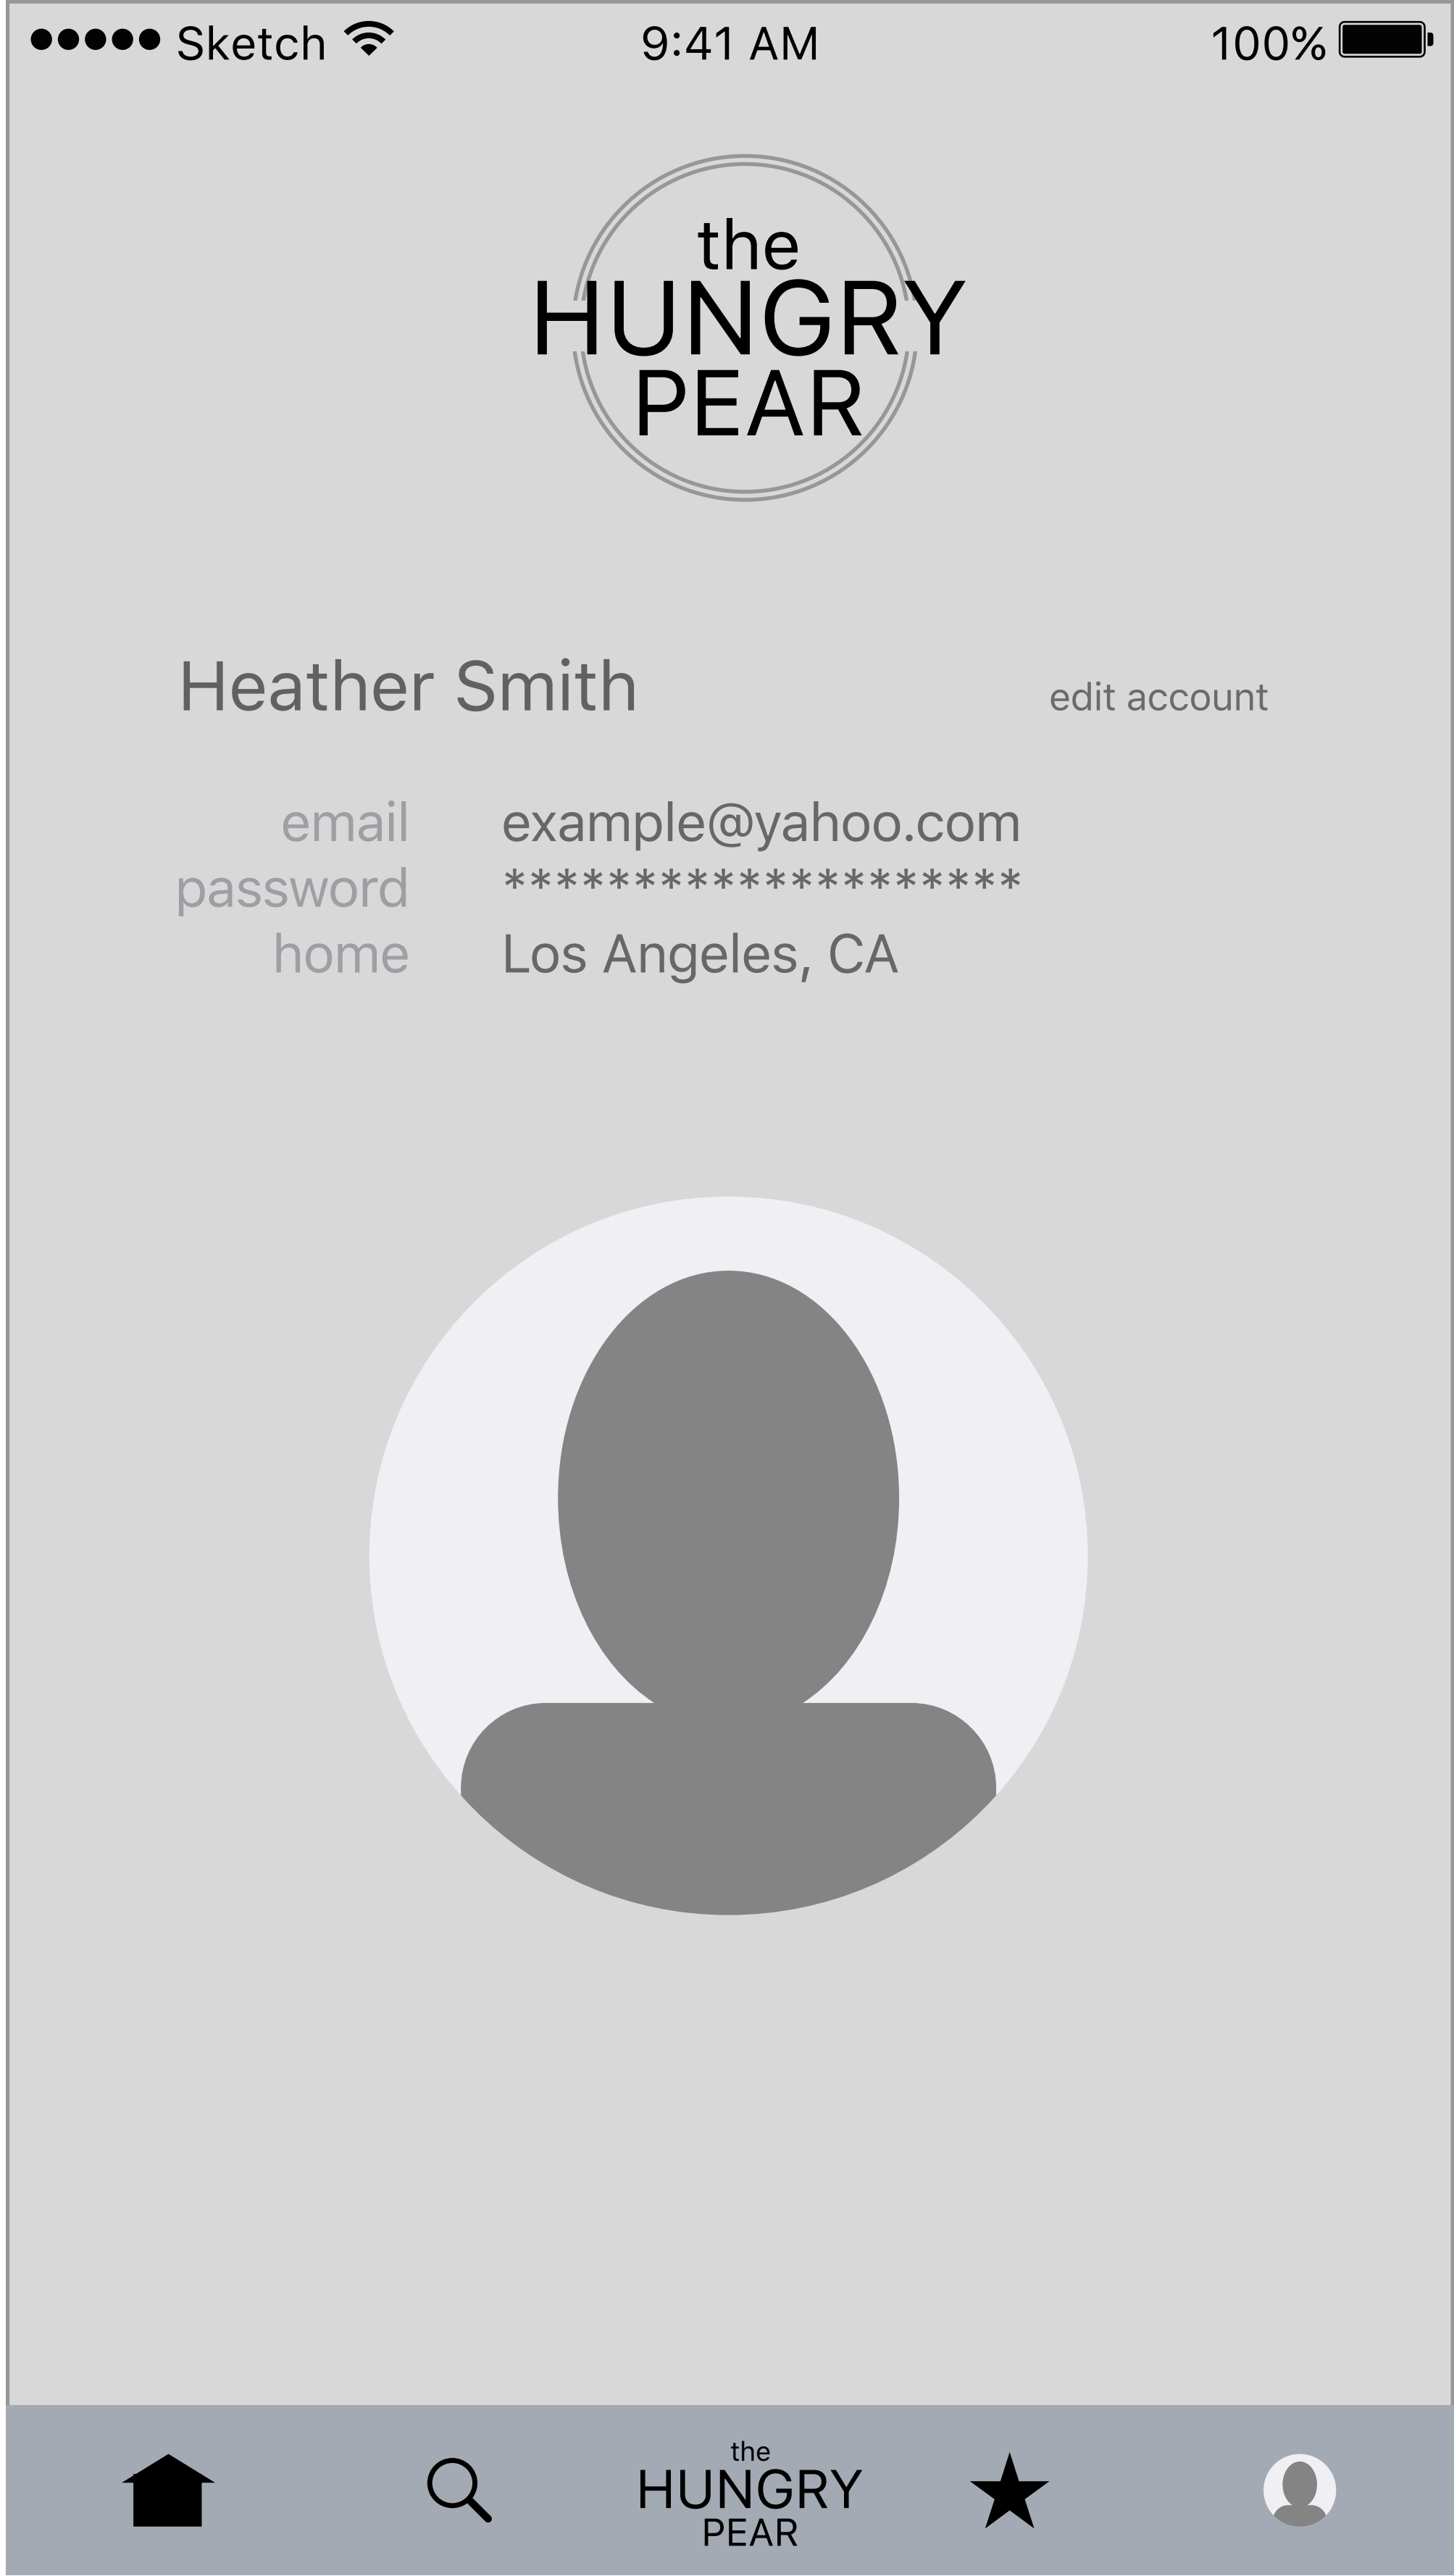 ●●●●● Sketch 9:41 AM 100%
the
HUNGRY
PEAR
Heather Smith edit account
email example@yahoo.com
password ********************
home Los Angeles, CA
the
HUNGRY
PEAR